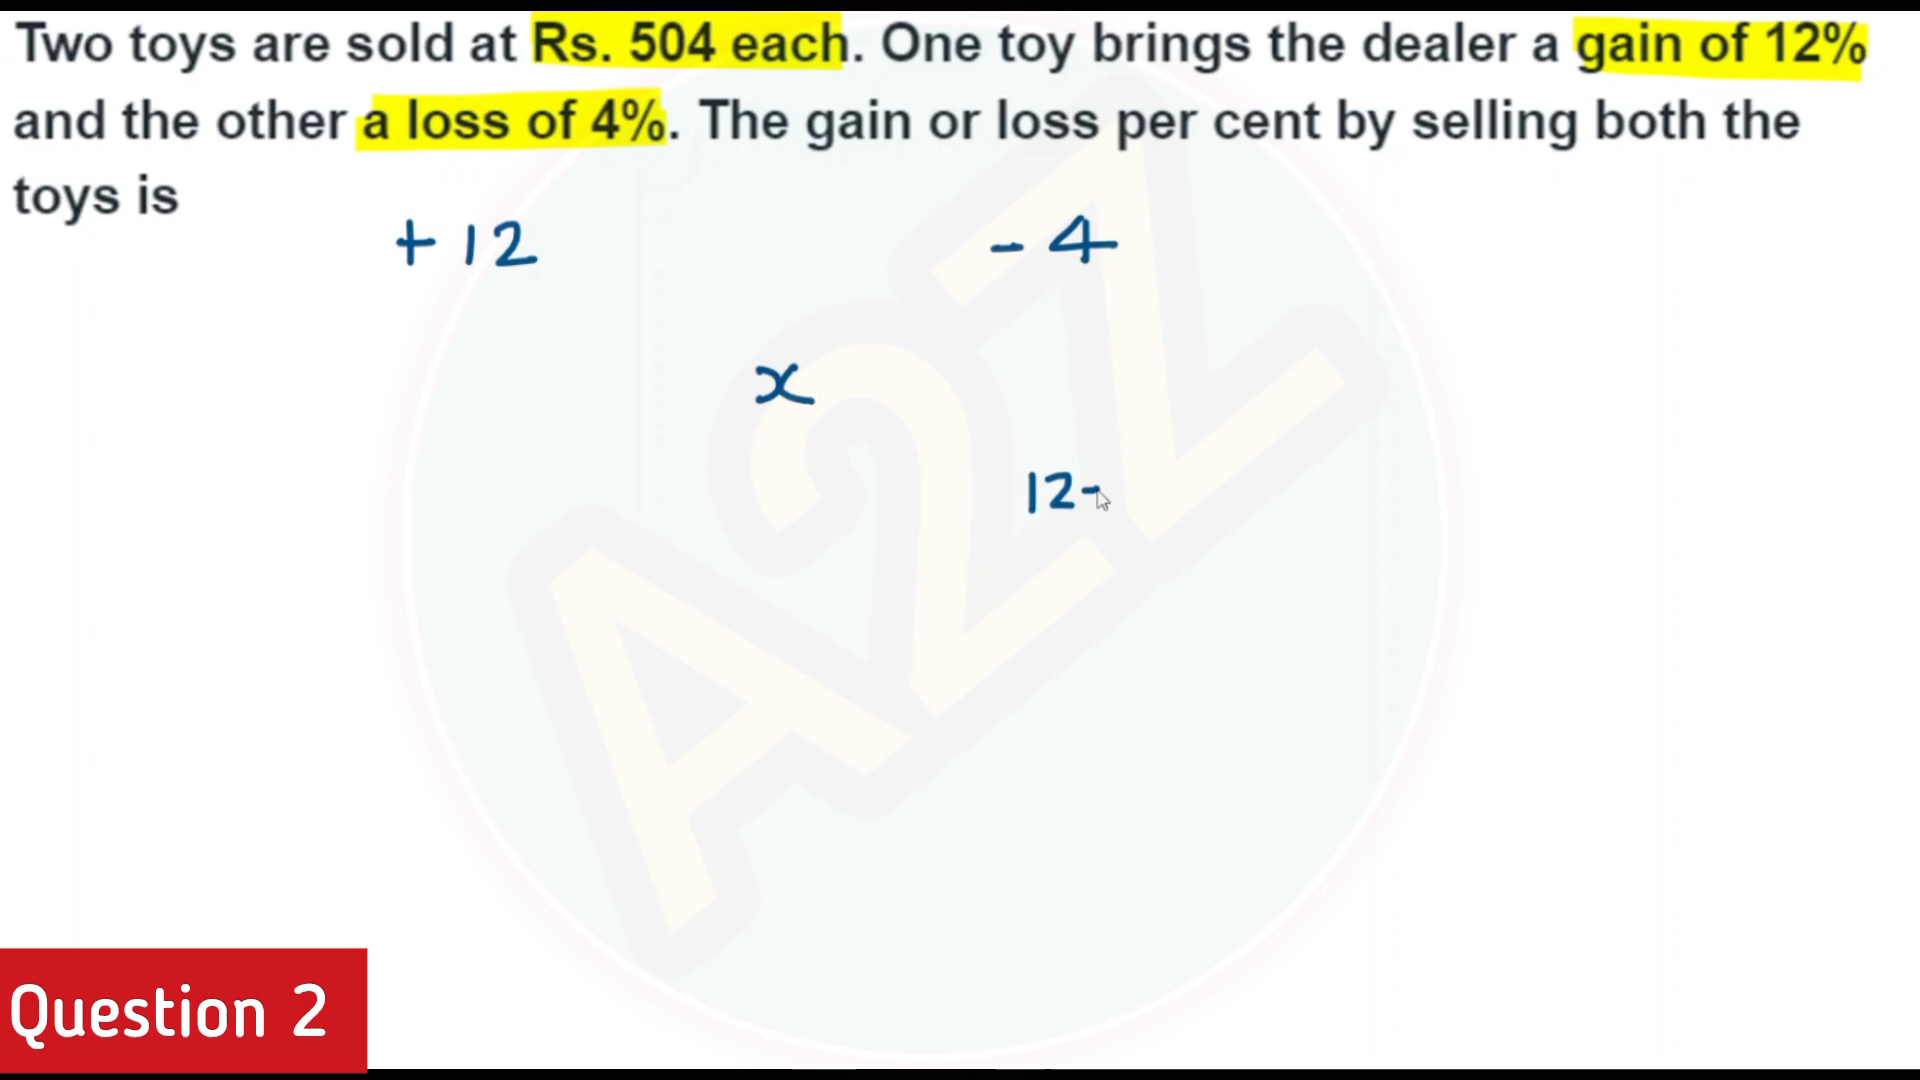 Two toys are sold at Rs. 504 each. One toy brings the dealer a gain of 12%
and the other a loss of 4%. The gain or loss per cent by selling both the
toys is
+12 -4
x
12-
A2Z
Question 2